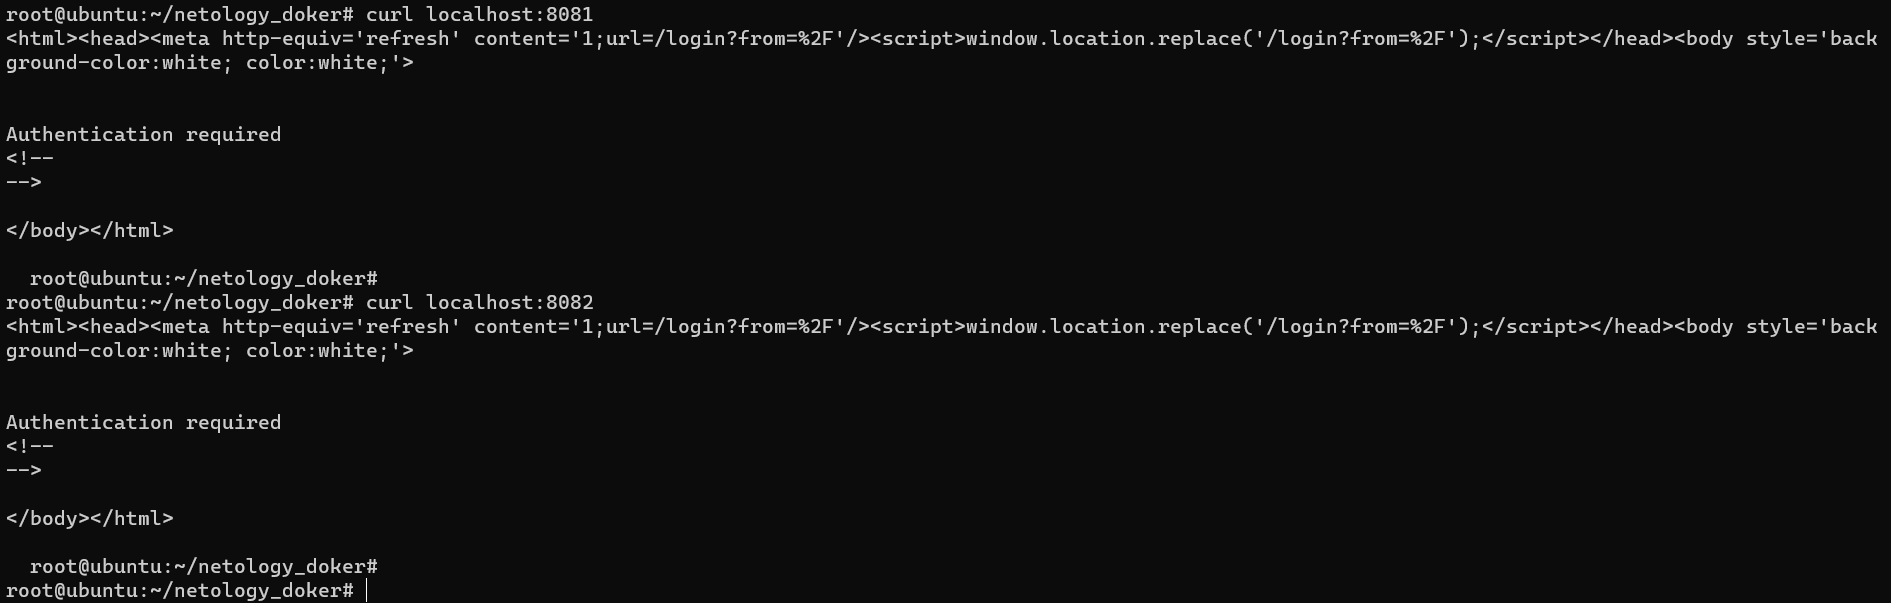 root@ubuntu:~/netology_doker# curl localhost:8081
<html><head><meta http-equiv='refresh' content='1;url=/login?from=%2F'/><script>window.location.replace('/login?from=%2F');</script></head><body style='back
ground-color:white; color:white;'>
Authentication required
<!--
-->
</body></html>
root@ubuntu:~/netology_doker#
root@ubuntu:~/netology_doker# curl localhost:8082
<html><head><meta http-equiv='refresh' content='1;url=/login?from=%2F'/><script>window.location.replace('/login?from=%2F');</script></head><body style='back
ground-color:white; color:white;'>
Authentication required
<!--
-->
</body></html>
root@ubuntu:~/netology_doker#
root@ubuntu:~/netology_doker#